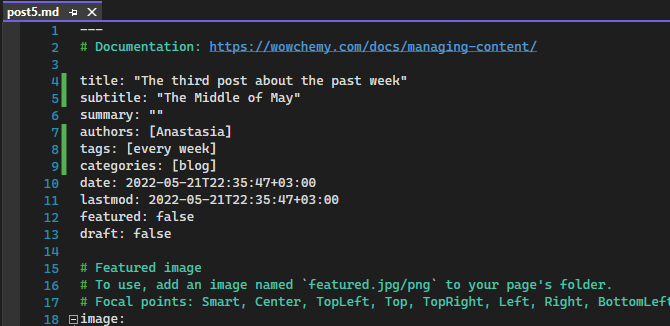 post5.md
1 ---
2 # Documentation: https://wowchemy.com/docs/managing-content/
3
4 title: "The third post about the past week"
5 subtitle: "The Middle of May"
6 summary: ""
7 authors: [Anastasia]
8 tags: [every week]
9 categories: [blog]
10 date: 2022-05-21T22:35:47+03:00
11 lastmod: 2022-05-21T22:35:47+03:00
12 featured: false
13 draft: false
14
15 # Featured image
16 # To use, add an image named `featured.jpg/png` to your page's folder.
17 # Focal points: Smart, Center, TopLeft, Top, TopRight, Left, Right, BottomLeft
18 image: